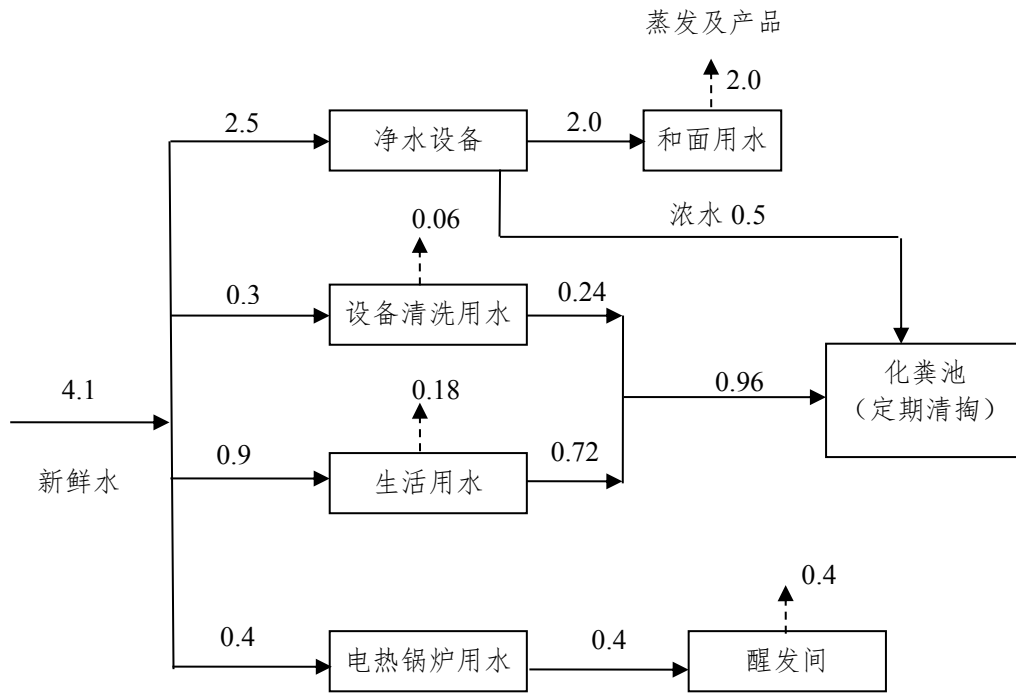 蒸发及产品
2.0
2.5
净水设备
2.0
和面用水
浓水 0.5
0.06
0.3
设备清洗用水
0.24
4.1
新鲜水
0.18
0.9
生活用水
0.72
0.96
化粪池
（定期清掏）
0.4
0.4
电热锅炉用水
0.4
醒发间